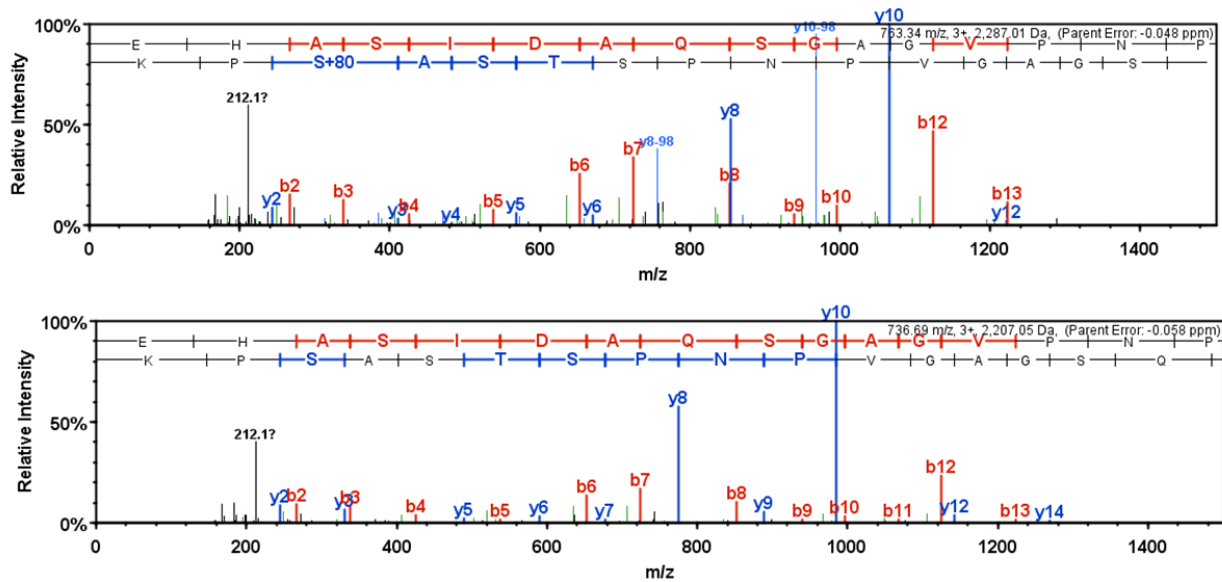 y10
100%
y10-98
763.34 m/z, 3+, 2,287.01 Da, (Parent Error: -0.048 ppm)
E H A S I D A Q S G A G V P N P
K P S+80 A S T S P N P V G A G S
212.1?
y8
y8-98
b12
50%
b7
b6
b8
b2 b3 b13
y2 y3 b4 y4 b5 y5 y6 b9 b10 y12
0%
0 200 400 600 800 1000 1200 1400
m/z
Relative Intensity
y10
100%
736.69 m/z, 3+, 2,207.05 Da, (Parent Error: -0.058 ppm)
E H A S I D A Q S G A G V P N P
K P S A S T S P N P V G A G S Q
y8
212.1?
50%
b12
b7
b6
b8
y2 b2 y3 b3 b4 y5 b5 y6 y7 y9 b9 b10 b11 y12 b13 y14
0%
0 200 400 600 800 1000 1200 1400
m/z
Relative Intensity